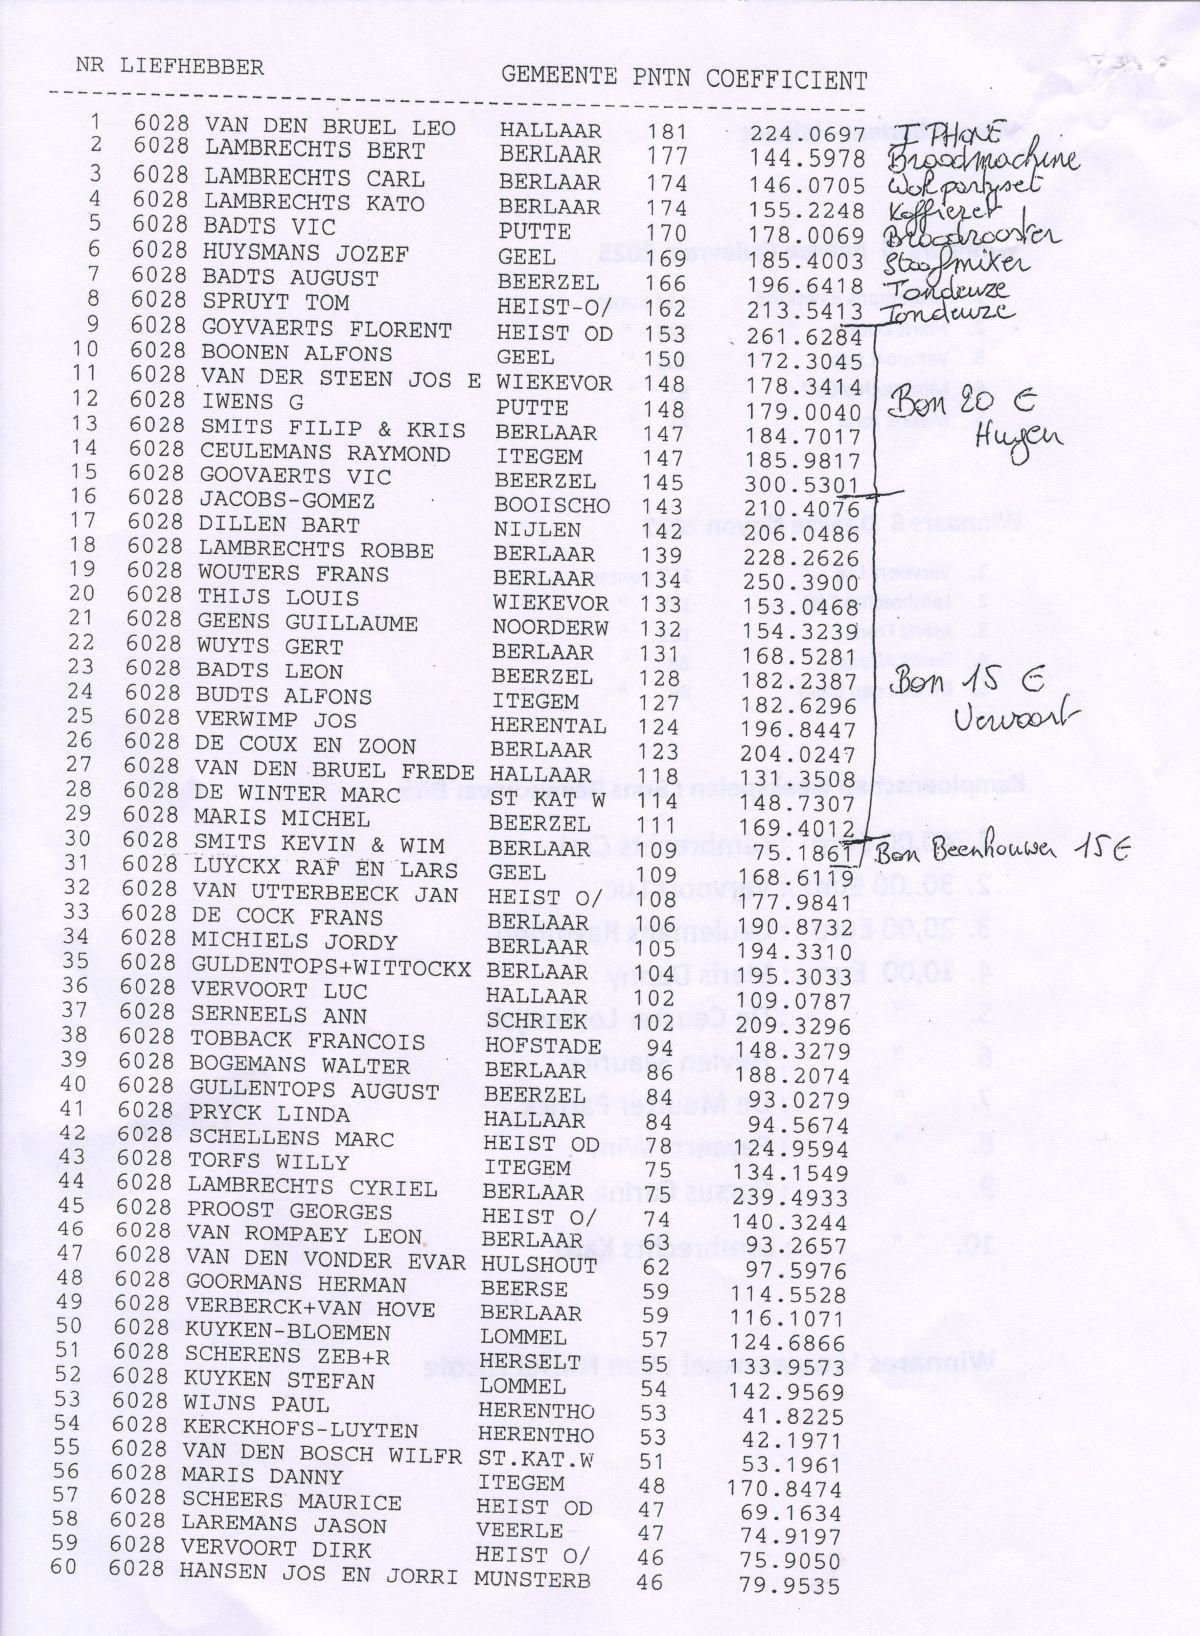 NR LIEFHEBBER GEMEENTE PNTN COEFFICIENT
1 6028 VAN DEN BRUEL LEO HALLAAR 181 224.0697 IPHONE
2 6028 LAMBRECHTS BERT BERLAAR 177 144.5978 Broodmachine
3 6028 LAMBRECHTS CARL BERLAAR 174 146.0705 Wok partyset
4 6028 LAMBRECHTS KATO BERLAAR 174 155.2248 Koffiezet
5 6028 BADTS VIC PUTTE 170 178.0069 Broodrooster
6 6028 HUYSMANS JOZEF GEEL 169 185.4003 Staafmixer
7 6028 BADTS AUGUST BEERZEL 166 196.6418 Tondeuze
8 6028 SPRUYT TOM HEIST-O/ 162 213.5413 Tondeuze
9 6028 GOYVAERTS FLORENT HEIST OD 153 261.6284
10 6028 BOONEN ALFONS GEEL 150 172.3045
11 6028 VAN DER STEEN JOS E WIEKEVOR 148 178.3414
12 6028 IWENS G PUTTE 148 179.0040 Bon 20 €
13 6028 SMITS FILIP & KRIS BERLAAR 147 184.7017 Huygen
14 6028 CEULEMANS RAYMOND ITEGEM 147 185.9817
15 6028 GOOVAERTS VIC BEERZEL 145 300.5301
16 6028 JACOBS-GOMEZ BOOISCHO 143 210.4076
17 6028 DILLEN BART NIJLEN 142 206.0486
18 6028 LAMBRECHTS ROBBE BERLAAR 139 228.2626
19 6028 WOUTERS FRANS BERLAAR 134 250.3900
20 6028 THIJS LOUIS WIEKEVOR 133 153.0468
21 6028 GEENS GUILLAUME NOORDERW 132 154.3239
22 6028 WUYTS GERT BERLAAR 131 168.5281
23 6028 BADTS LEON BEERZEL 128 182.2387 Bon 15 €
24 6028 BUDTS ALFONS ITEGEM 127 182.6296 Vervoort
25 6028 VERWIMP JOS HERENTAL 124 196.8447
26 6028 DE COUX EN ZOON BERLAAR 123 204.0247
27 6028 VAN DEN BRUEL FREDE HALLAAR 118 131.3508
28 6028 DE WINTER MARC ST KAT W 114 148.7307
29 6028 MARIS MICHEL BEERZEL 111 169.4012
30 6028 SMITS KEVIN & WIM BERLAAR 109 75.1861 Bon Beenhouwer 15 €
31 6028 LUYCKX RAF EN LARS GEEL 109 168.6119
32 6028 VAN UTTERBEECK JAN HEIST O/ 108 177.9841
33 6028 DE COCK FRANS BERLAAR 106 190.8732
34 6028 MICHIELS JORDY BERLAAR 105 194.3310
35 6028 GULDENTOPS+WITTOCKX BERLAAR 104 195.3033
36 6028 VERVOORT LUC HALLAAR 102 109.0787
37 6028 SERNEELS ANN SCHRIEK 102 209.3296
38 6028 TOBBACK FRANCOIS HOFSTADE 94 148.3279
39 6028 BOGEMANS WALTER BERLAAR 86 188.2074
40 6028 GULLENTOPS AUGUST BEERZEL 84 93.0279
41 6028 PRYCK LINDA HALLAAR 84 94.5674
42 6028 SCHELLENS MARC HEIST OD 78 124.9594
43 6028 TORFS WILLY ITEGEM 75 134.1549
44 6028 LAMBRECHTS CYRIEL BERLAAR 75 239.4933
45 6028 PROOST GEORGES HEIST O/ 74 140.3244
46 6028 VAN ROMPAEY LEON BERLAAR 63 93.2657
47 6028 VAN DEN VONDER EVAR HULSHOUT 62 97.5976
48 6028 GOORMANS HERMAN BEERSE 59 114.5528
49 6028 VERBERCK+VAN HOVE BERLAAR 59 116.1071
50 6028 KUYKEN-BLOEMEN LOMMEL 57 124.6866
51 6028 SCHERENS ZEB+R HERSELT 55 133.9573
52 6028 KUYKEN STEFAN LOMMEL 54 142.9569
53 6028 WIJNS PAUL HERENTHO 53 41.8225
54 6028 KERCKHOFS-LUYTEN HERENTHO 53 42.1971
55 6028 VAN DEN BOSCH WILFR ST.KAT.W 51 53.1961
56 6028 MARIS DANNY ITEGEM 48 170.8474
57 6028 SCHEERS MAURICE HEIST OD 47 69.1634
58 6028 LAREMANS JASON VEERLE 47 74.9197
59 6028 VERVOORT DIRK HEIST O/ 46 75.9050
60 6028 HANSEN JOS EN JORRI MUNSTERB 46 79.9535